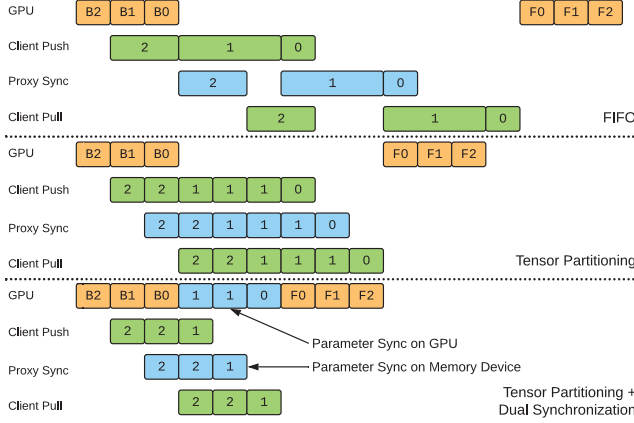 GPU B2 B1 B0 F0 F1 F2
Client Push 2 1 0
Proxy Sync 2 1 0
Client Pull 2 1 0
FIFO
GPU B2 B1 B0 F0 F1 F2
Client Push 2 2 1 1 1 0
Proxy Sync 2 2 1 1 1 0
Client Pull 2 2 1 1 1 0
Tensor Partitioning
GPU B2 B1 B0 1 1 0 F0 F1 F2
Client Push 2 2 1
Parameter Sync on GPU
Proxy Sync 2 2 1
Parameter Sync on Memory Device
Client Pull 2 2 1
Tensor Partitioning +
Dual Synchronization